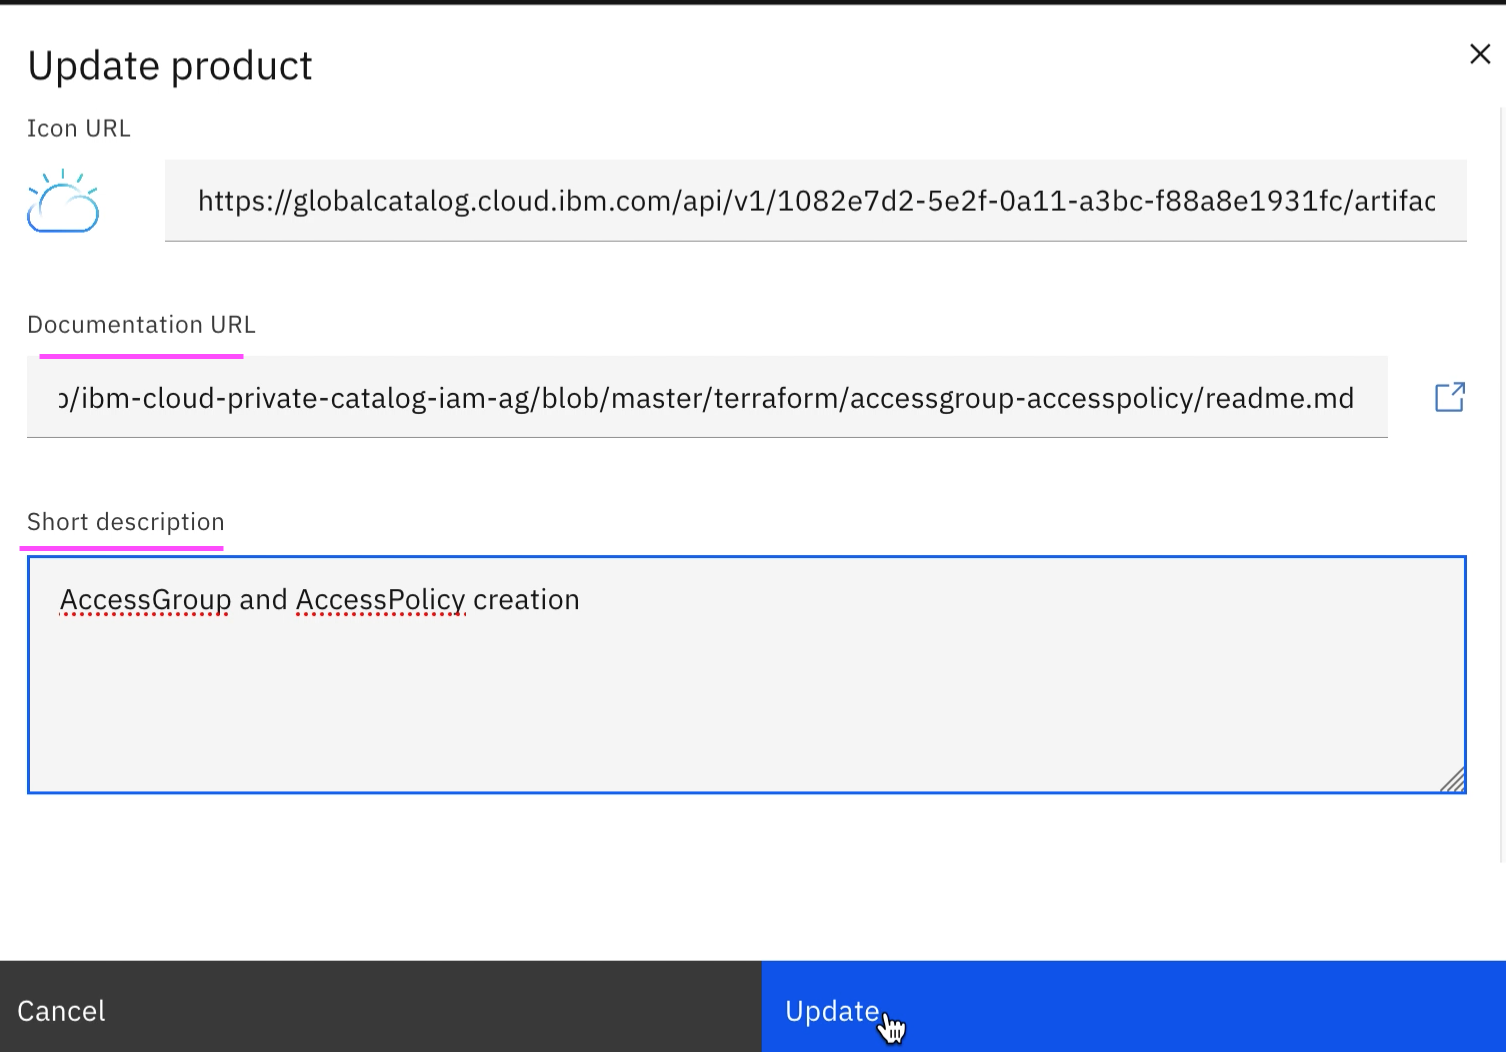 Update product
Icon URL
https://globalcatalog.cloud.ibm.com/api/v1/1082e7d2-5e2f-0a11-a3bc-f88a8e1931fc/artifac
Documentation URL
/ibm-cloud-private-catalog-iam-ag/blob/master/terraform/accessgroup-accesspolicy/readme.md
Short description
AccessGroup and AccessPolicy creation
Cancel
Update